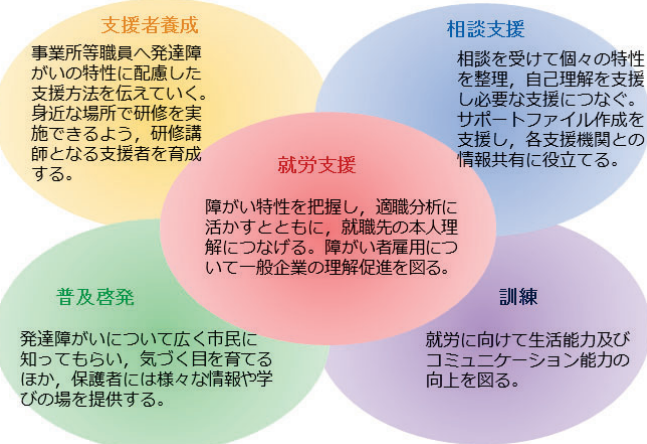 支援者養成
事業所等職員へ発達障
がいの特性に配慮した
支援方法を伝えていく。
身近な場所で研修を実
施できるよう，研修講
師となる支援者を育成
する。
相談支援
相談を受けて個々の特性
を整理，自己理解を支援
し必要な支援につなぐ。
サポートファイル作成を
支援し，各支援機関との
情報共有に役立てる。
就労支援
障がい特性を把握し，適職分析に
活かすとともに，就職先の本人理
解につなげる。障がい者雇用につ
いて一般企業の理解促進を図る。
普及啓発
発達障がいについて広く市民に
知ってもらい，気づく目を育てる
ほか，保護者には様々な情報や学
びの場を提供する。
訓練
就労に向けて生活能力及び
コミュニケーション能力の
向上を図る。